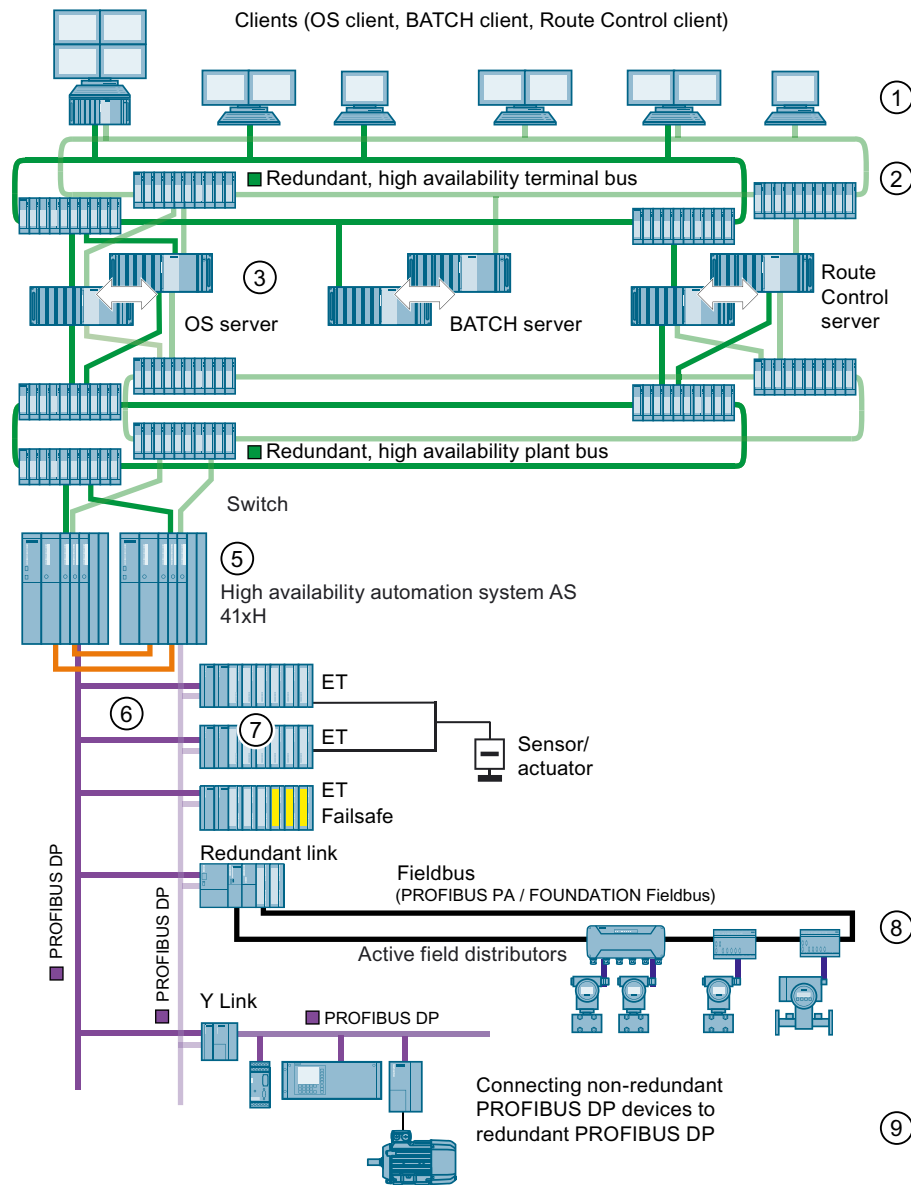 Clients (OS client, BATCH client, Route Control client)
1
Redundant, high availability terminal bus
2
3
OS server
BATCH server
Route
Control
server
Redundant, high availability plant bus
Switch
5
High availability automation system AS
41xH
ET
6
7
ET
Sensor/
actuator
ET
Failsafe
Redundant link
Fieldbus
(PROFIBUS PA / FOUNDATION Fieldbus)
8
Active field distributors
PROFIBUS DP
PROFIBUS DP
Y Link
PROFIBUS DP
Connecting non-redundant
PROFIBUS DP devices to
redundant PROFIBUS DP
9